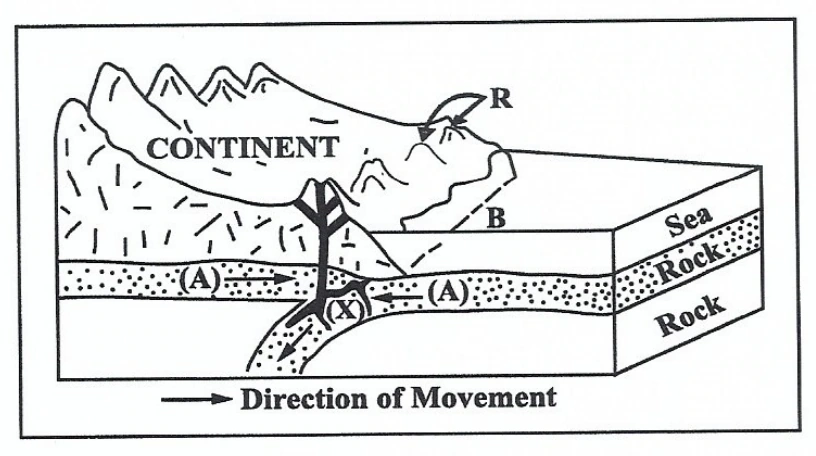 R
CONTINENT
B
Sea
Rock
(A)
(A)
(X)
Rock
Direction of Movement